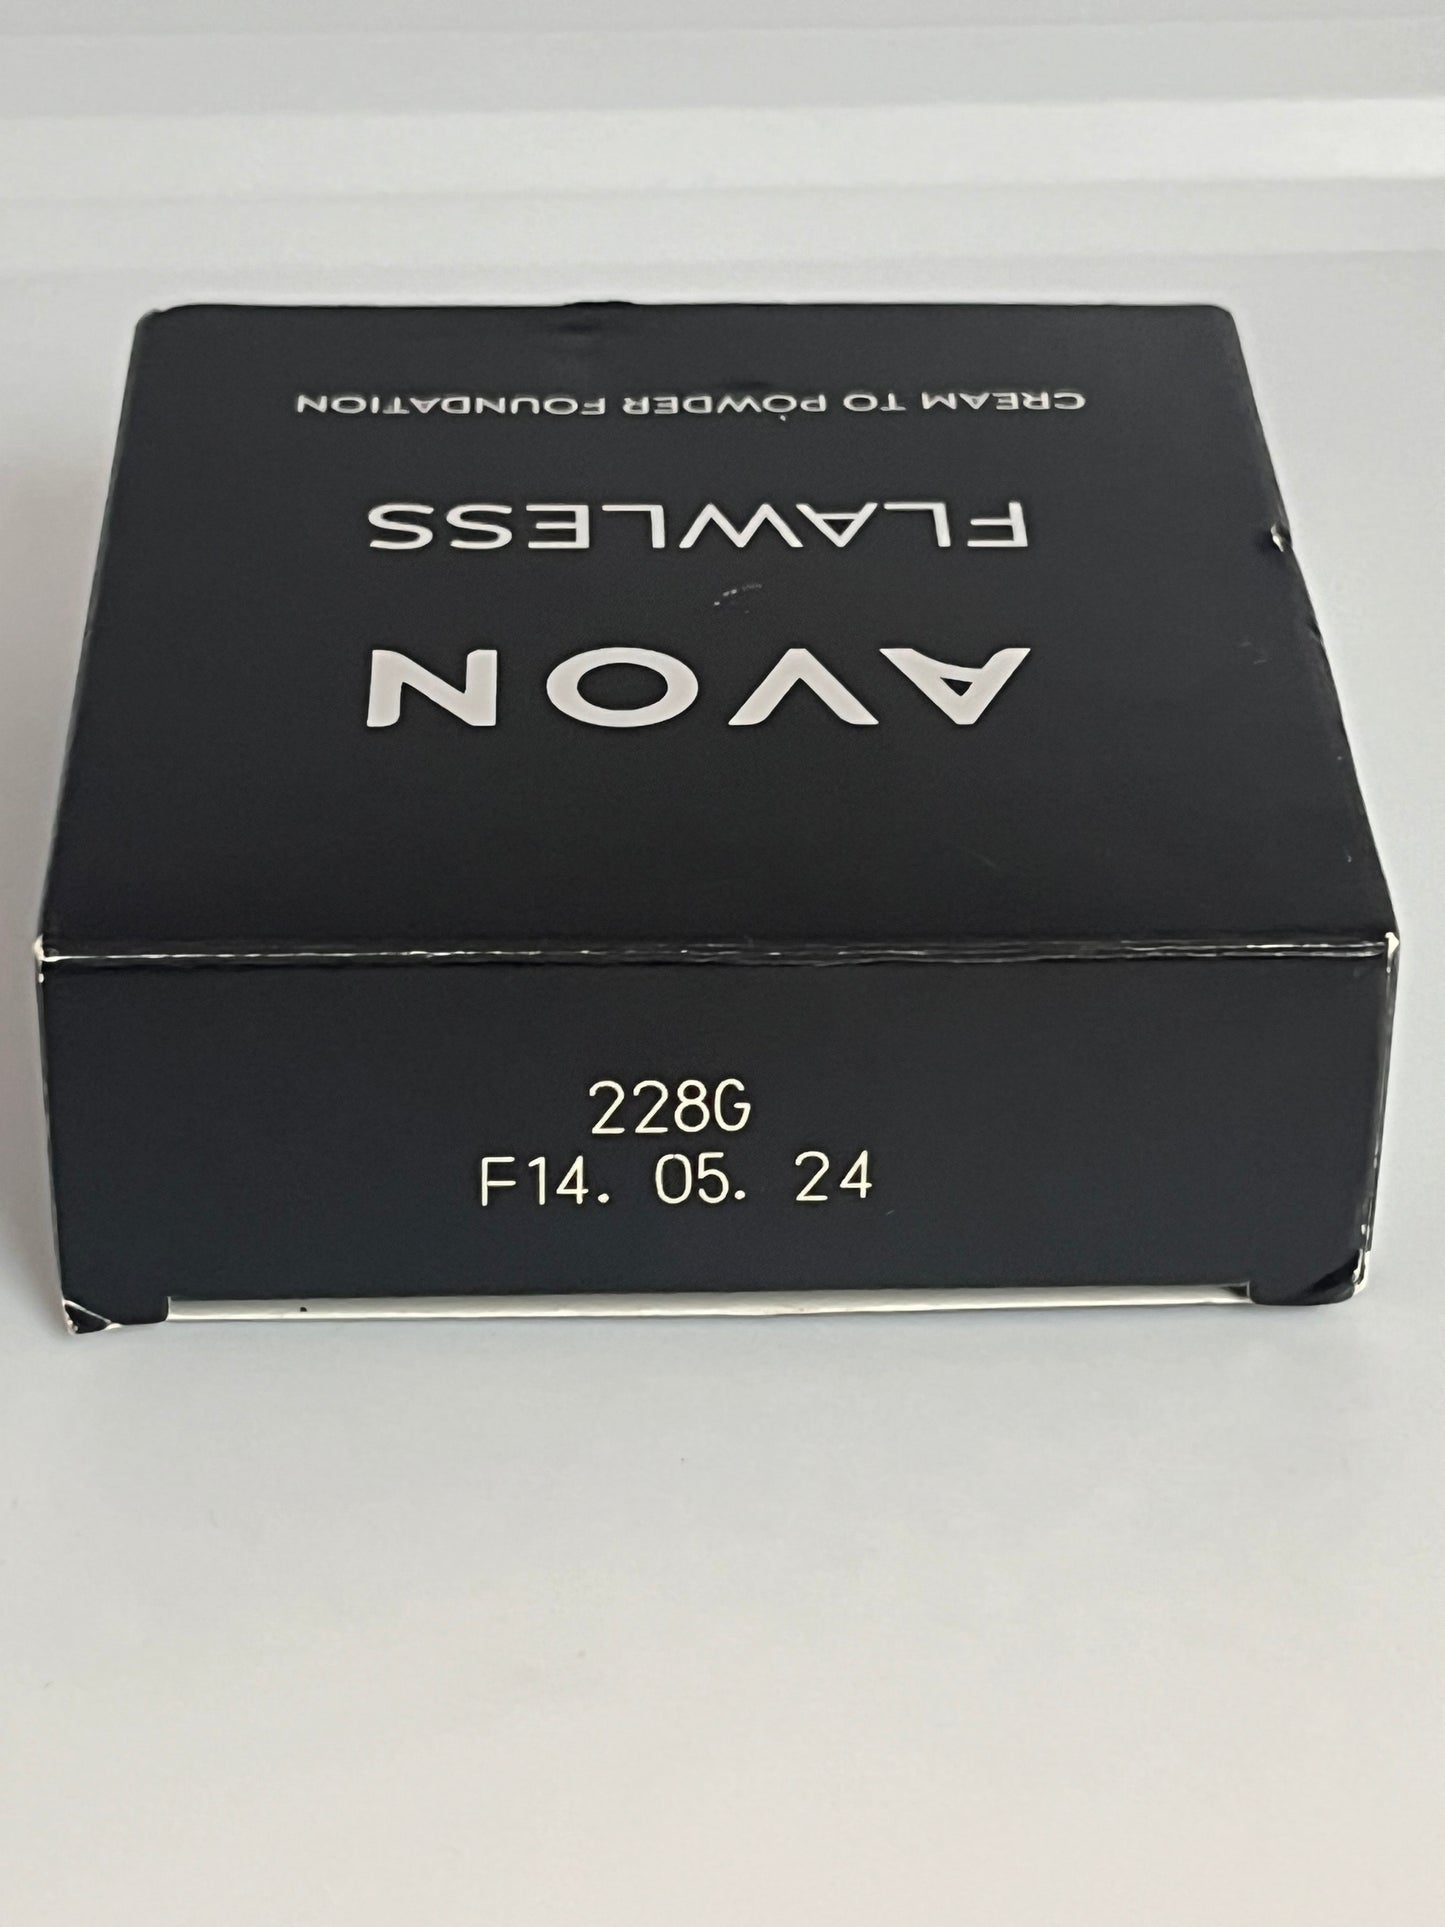 AVON
FLAWLESS
CREAM TO POWDER FOUNDATION
228G
F14. 05. 24